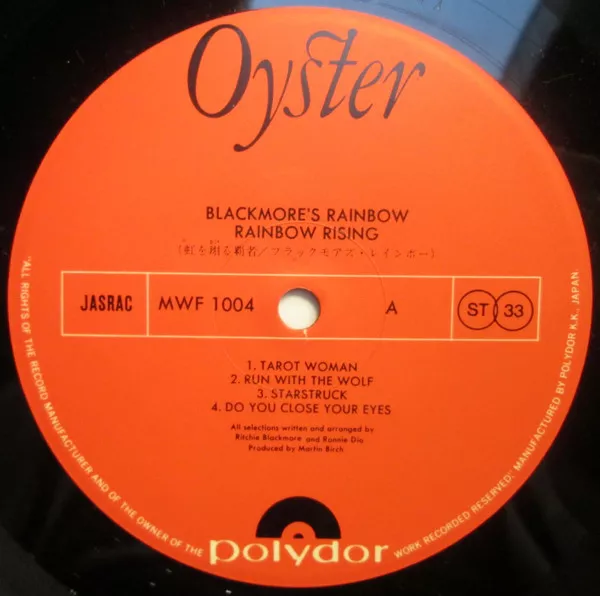 Oyster
BLACKMORE'S RAINBOW
RAINBOW RISING
(虹を翔る覇者/ブラックモアズ・レインボー)
JASRAC
MWF 1004
A
ST 33
1. TAROT WOMAN
2. RUN WITH THE WOLF
3. STARSTRUCK
4. DO YOU CLOSE YOUR EYES
All selections written and arranged by
Ritchie Blackmore and Ronnie Dio
Produced by Martin Birch
polydor
"ALL RIGHTS OF THE RECORD MANUFACTURER AND OF THE OWNER OF THE WORK RECORDED RESERVED". MANUFACTURED BY POLYDOR K.K., JAPAN.